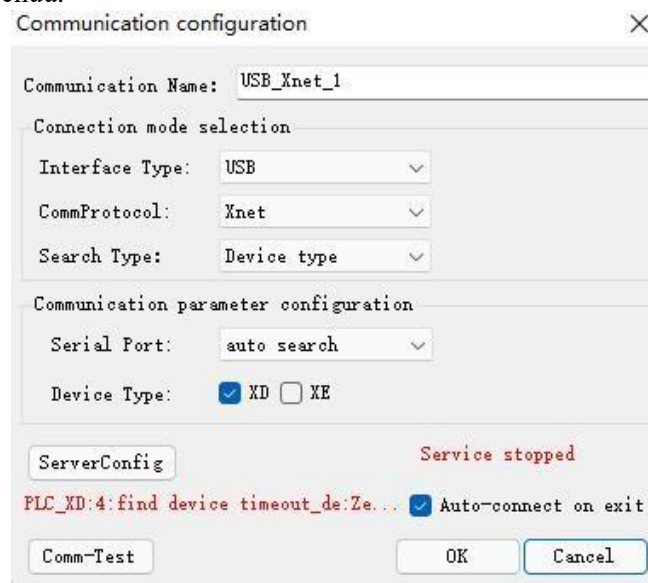 Communication configuration
Communication Name: USB_Xnet_1
Connection mode selection
Interface Type: USB
CommProtocol: Xnet
Search Type: Device type
Communication parameter configuration
Serial Port: auto search
Device Type: XD XE
ServerConfig Service stopped
PLC_XD:4:find device timeout_de:Ze... Auto-connect on exit
Comm-Test OK Cancel